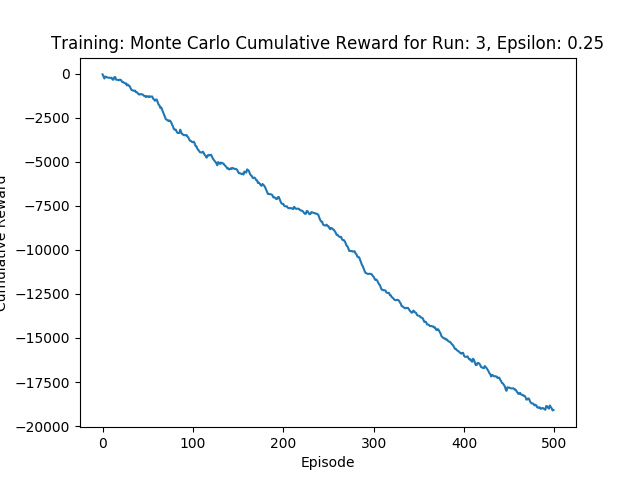 Training: Monte Carlo Cumulative Reward for Run: 3, Epsilon: 0.25
Cumulative Reward
0
−2500
−5000
−7500
−10000
−12500
−15000
−17500
−20000
0 100 200 300 400 500
Episode